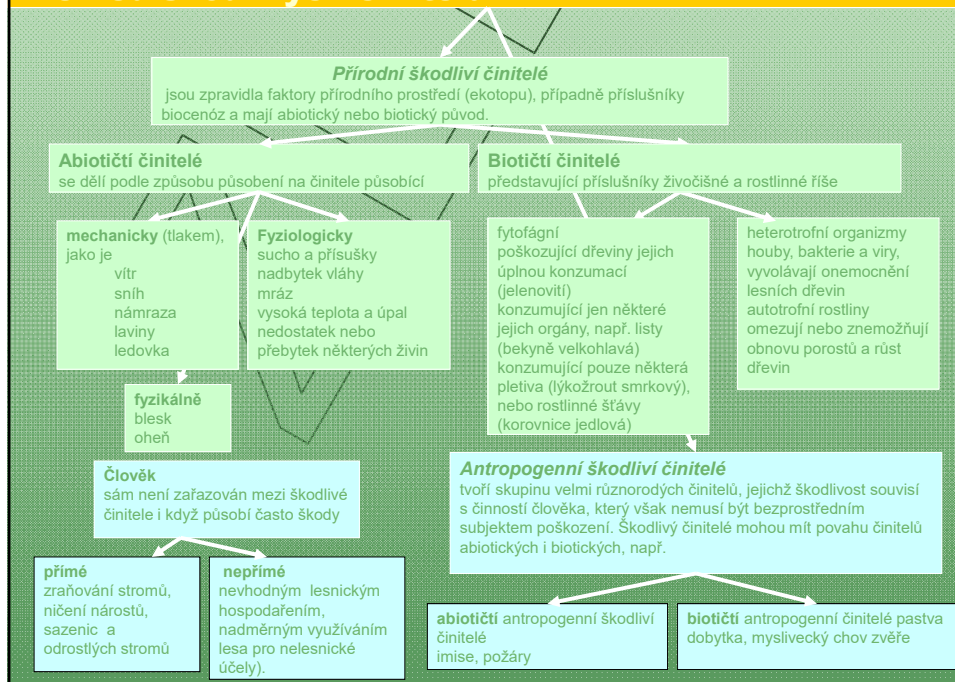 Přírodní škodliví činitelé
jsou zpravidla faktory přírodního prostředí (ekotopu), případně příslušníky
biocenóz a mají abiotický nebo biotický původ.
Abiotičtí činitelé
se dělí podle způsobu působení na činitele působící
Biotičtí činitelé
představující příslušníky živočišné a rostlinné říše
mechanicky (tlakem),
jako je
vítr
sníh
námraza
laviny
ledovka
Fyziologicky
sucho a přísušky
nadbytek vláhy
mráz
vysoká teplota a úpal
nedostatek nebo
přebytek některých živin
fytofágní
poškozující dřeviny jejich
úplnou konzumací
(jelenovití)
konzumující jen některé
jejich orgány, např. listy
(bekyně velkohlavá)
konzumující pouze některá
pletiva (lýkožrout smrkový),
nebo rostlinné šťávy
(korovnice jedlová)
heterotrofní organizmy
houby, bakterie a viry,
vyvolávají onemocnění
lesních dřevin
autotrofní rostliny
omezují nebo znemožňují
obnovu porostů a růst
dřevin
fyzikálně
blesk
oheň
Člověk
sám není zařazován mezi škodlivé
činitele i když působí často škody
Antropogenní škodliví činitelé
tvoří skupinu velmi různorodých činitelů, jejichž škodlivost souvisí
s činností člověka, který však nemusí být bezprostředním
subjektem poškození. Škodlivý činitelé mohou mít povahu činitelů
abiotických i biotických, např.
přímé
zraňování stromů,
ničení nárostů,
sazenic a
odrostlých stromů
nepřímé
nevhodným lesnickým
hospodařením,
nadměrným využíváním
lesa pro nelesnické
účely).
abiotičtí antropogenní škodliví
činitelé
imise, požáry
biotičtí antropogenní činitelé pastva
dobytka, myslivecký chov zvěře